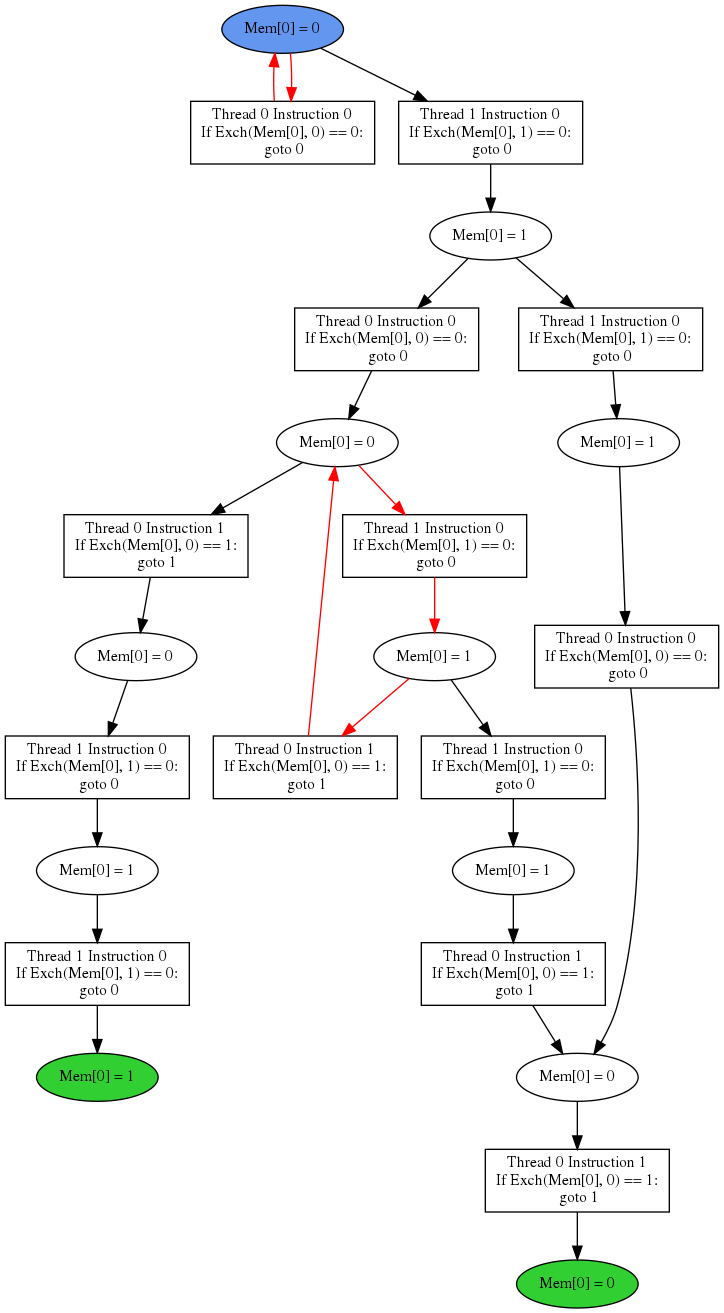 Mem[0] = 0
Thread 0 Instruction 0
If Exch(Mem[0], 0) == 0:
goto 0
Thread 1 Instruction 0
If Exch(Mem[0], 1) == 0:
goto 0
Mem[0] = 1
Thread 0 Instruction 0
If Exch(Mem[0], 0) == 0:
goto 0
Thread 1 Instruction 0
If Exch(Mem[0], 1) == 0:
goto 0
Mem[0] = 0
Mem[0] = 1
Thread 0 Instruction 1
If Exch(Mem[0], 0) == 1:
goto 1
Thread 1 Instruction 0
If Exch(Mem[0], 1) == 0:
goto 0
Mem[0] = 0
Mem[0] = 1
Thread 0 Instruction 0
If Exch(Mem[0], 0) == 0:
goto 0
Thread 1 Instruction 0
If Exch(Mem[0], 1) == 0:
goto 0
Thread 0 Instruction 1
If Exch(Mem[0], 0) == 1:
goto 1
Thread 1 Instruction 0
If Exch(Mem[0], 1) == 0:
goto 0
Mem[0] = 1
Mem[0] = 1
Thread 1 Instruction 0
If Exch(Mem[0], 1) == 0:
goto 0
Thread 0 Instruction 1
If Exch(Mem[0], 0) == 1:
goto 1
Mem[0] = 1
Mem[0] = 0
Thread 0 Instruction 1
If Exch(Mem[0], 0) == 1:
goto 1
Mem[0] = 0